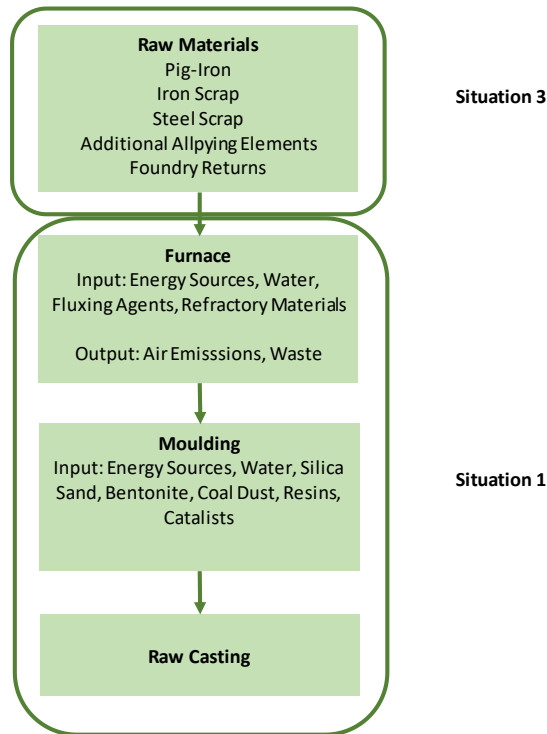 Raw Materials
Pig-Iron
Iron Scrap
Steel Scrap
Additional Allpying Elements
Foundry Returns
Situation 3
Furnace
Input: Energy Sources, Water,
Fluxing Agents, Refractory Materials
Output: Air Emisssions, Waste
Moulding
Input: Energy Sources, Water, Silica
Sand, Bentonite, Coal Dust, Resins,
Catalists
Situation 1
Raw Casting